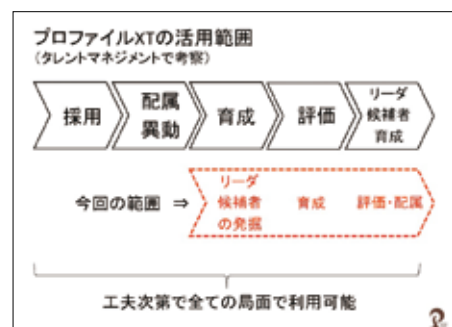 プロファイルXTの活用範囲
(タレントマネジメントで考察)
採用
配属
異動
育成
評価
リーダ
候補者
育成
今回の範囲 ⇒
リーダ
候補者
の発掘
育成
評価・配属
工夫次第で全ての局面で利用可能